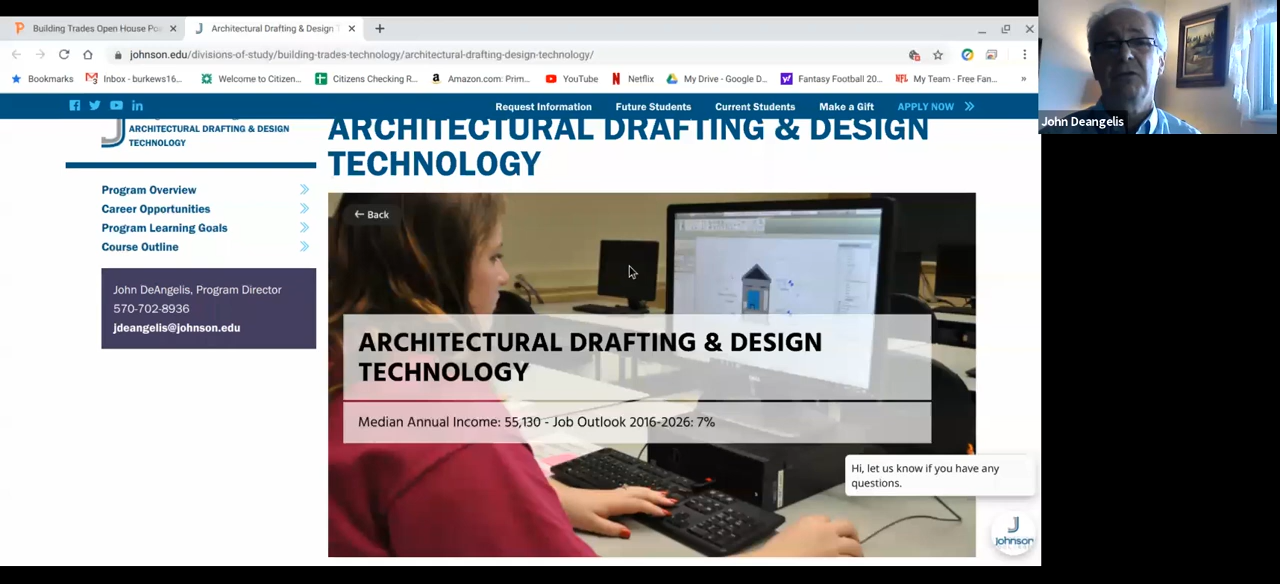 Building Trades Open House Po
Architectural Drafting & Design T
johnson.edu/divisions-of-study/building-trades-technology/architectural-drafting-design-technology/
Bookmarks
Inbox - burkews16...
Welcome to Citizen...
Citizens Checking R...
Amazon.com: Prim...
YouTube
Netflix
My Drive - Google D...
Fantasy Football 20...
My Team - Free Fan...
Request Information
Future Students
Current Students
Make a Gift
APPLY NOW
ARCHITECTURAL DRAFTING & DESIGN
TECHNOLOGY
ARCHITECTURAL DRAFTING & DESIGN
TECHNOLOGY
Program Overview
Career Opportunities
Program Learning Goals
Course Outline
John DeAngelis, Program Director
570-702-8936
jdeangelis@johnson.edu
← Back
ARCHITECTURAL DRAFTING & DESIGN
TECHNOLOGY
Median Annual Income: 55,130 - Job Outlook 2016-2026: 7%
Hi, let us know if you have any
questions.
Johnson
John Deangelis